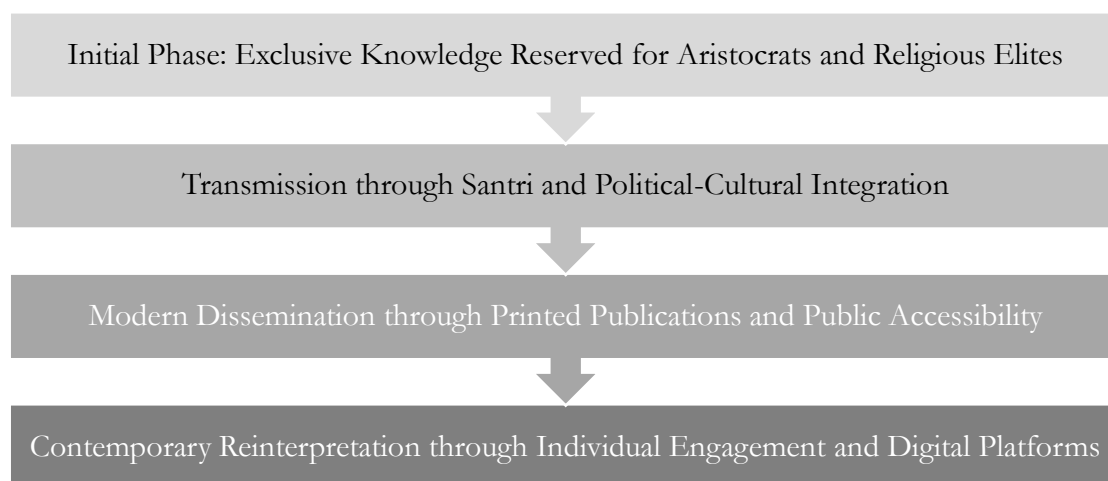 Initial Phase: Exclusive Knowledge Reserved for Aristocrats and Religious Elites
Transmission through Santri and Political-Cultural Integration
Modern Dissemination through Printed Publications and Public Accessibility
Contemporary Reinterpretation through Individual Engagement and Digital Platforms